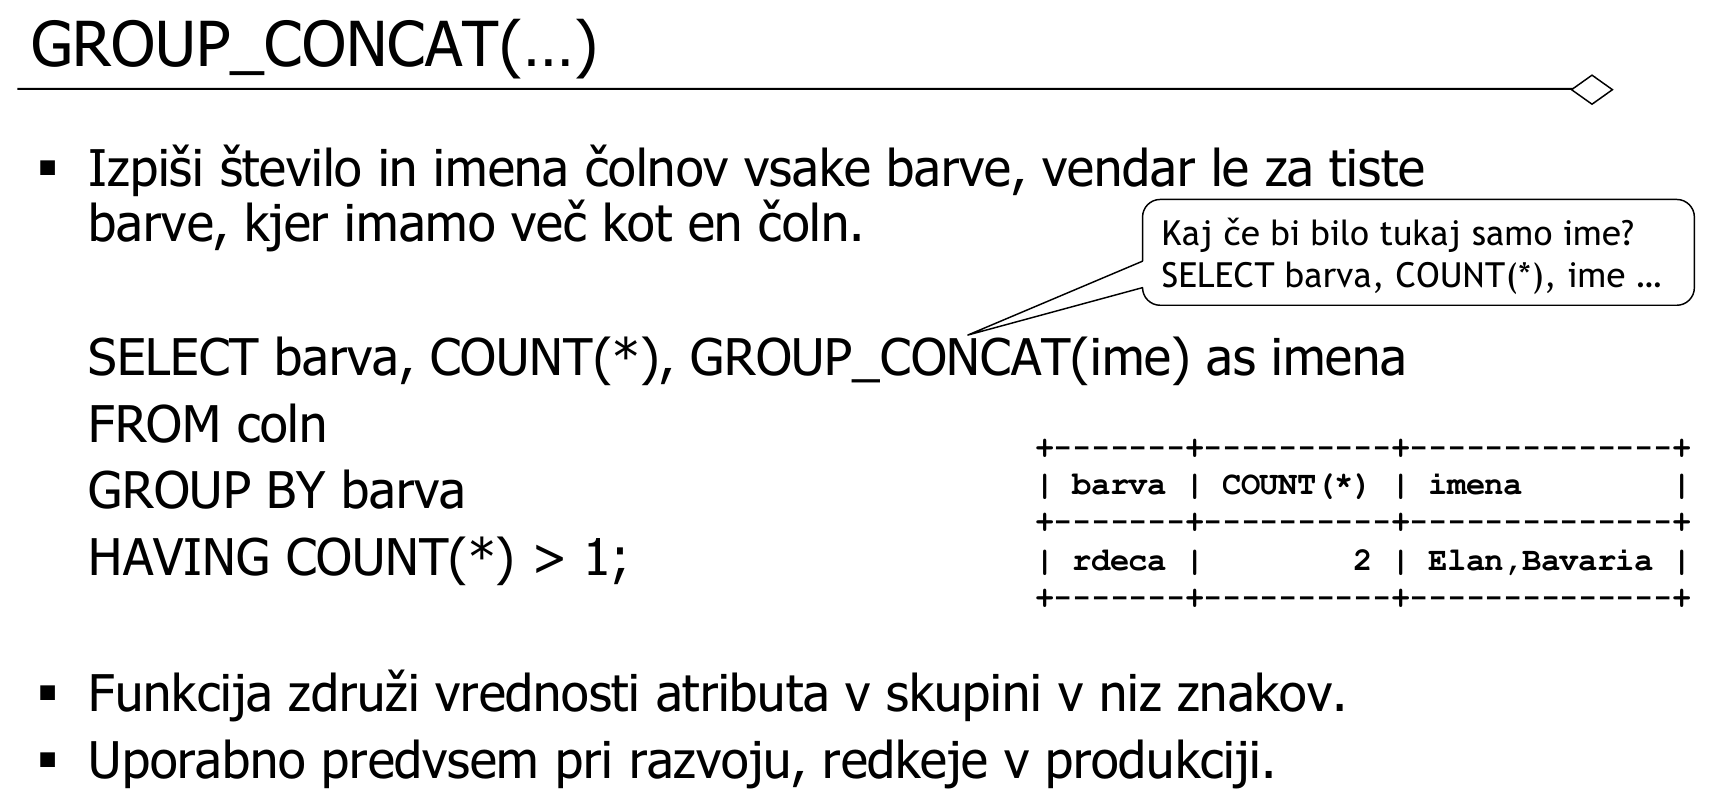 GROUP_CONCAT(…)
▪ Izpiši število in imena čolnov vsake barve, vendar le za tiste
barve, kjer imamo več kot en čoln.
Kaj če bi bilo tukaj samo ime?
SELECT barva, COUNT(*), ime …
SELECT barva, COUNT(*), GROUP_CONCAT(ime) as imena
FROM coln
GROUP BY barva
HAVING COUNT(*) > 1;
+-------+----------+--------------+
| barva | COUNT(*) | imena        |
+-------+----------+--------------+
| rdeca |        2 | Elan,Bavaria |
+-------+----------+--------------+
▪ Funkcija združi vrednosti atributa v skupini v niz znakov.
▪ Uporabno predvsem pri razvoju, redkeje v produkciji.